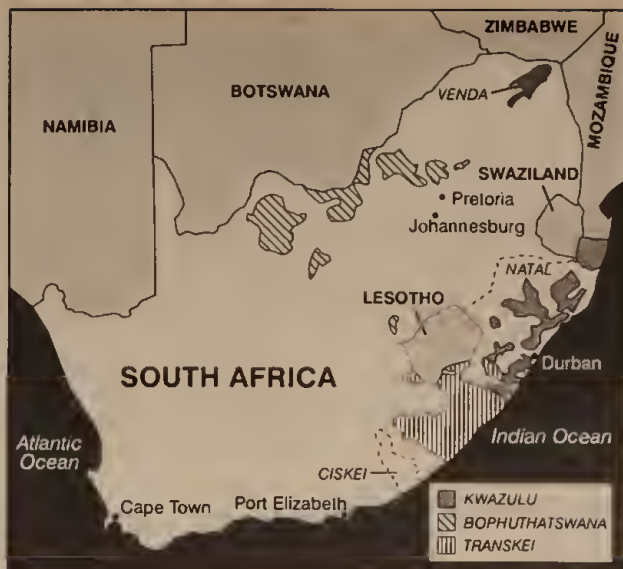 ZIMBABWE
BOTSWANA
VENDA
NAMIBIA
MOZAMBIQUE
SWAZILAND
Pretoria
Johannesburg
NATAL
LESOTHO
SOUTH AFRICA
Durban
Atlantic
Ocean
Indian Ocean
CISKEI
Cape Town
Port Elizabeth
KWAZULU
BOPHUTHATSWANA
TRANSKEI